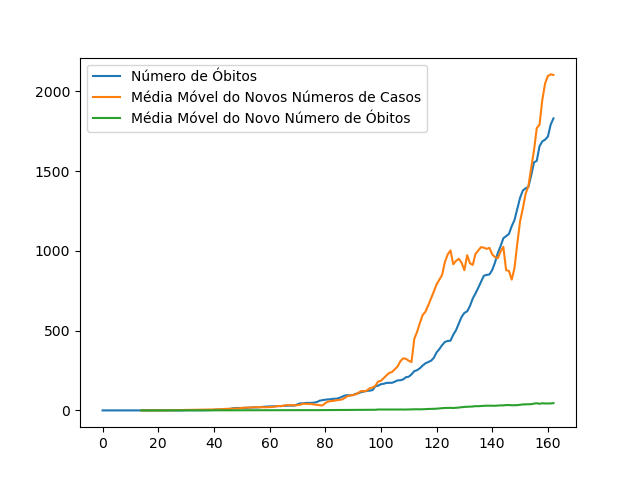 Número de Óbitos
Média Móvel do Novos Números de Casos
Média Móvel do Novo Número de Óbitos
2000
1500
1000
500
0
0 20 40 60 80 100 120 140 160